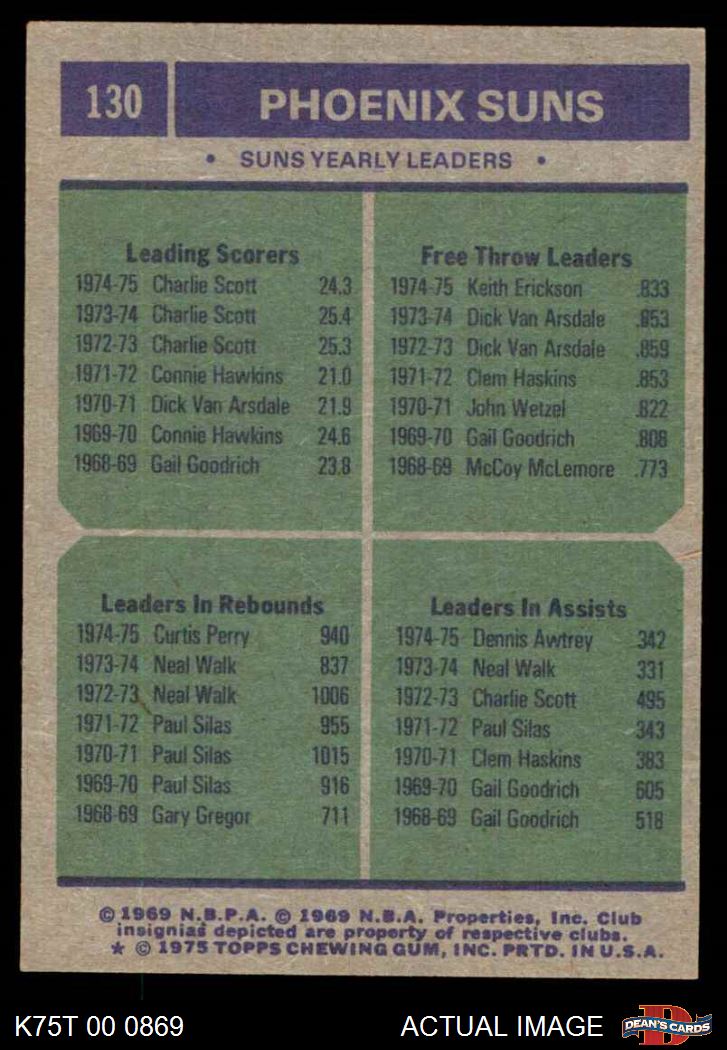 130
PHOENIX SUNS
• SUNS YEARLY LEADERS •
Leading Scorers
1974-75 Charlie Scott 24.3
1973-74 Charlie Scott 25.4
1972-73 Charlie Scott 25.3
1971-72 Connie Hawkins 21.0
1970-71 Dick Van Arsdale 21.9
1969-70 Connie Hawkins 24.6
1968-69 Gail Goodrich 23.8
Free Throw Leaders
1974-75 Keith Erickson .833
1973-74 Dick Van Arsdale .853
1972-73 Dick Van Arsdale .859
1971-72 Clem Haskins .853
1970-71 John Wetzel .822
1969-70 Gail Goodrich .808
1968-69 McCoy McLemore .773
Leaders In Rebounds
1974-75 Curtis Perry 940
1973-74 Neal Walk 837
1972-73 Neal Walk 1006
1971-72 Paul Silas 955
1970-71 Paul Silas 1015
1969-70 Paul Silas 916
1968-69 Gary Gregor 711
Leaders In Assists
1974-75 Dennis Awtrey 342
1973-74 Neal Walk 331
1972-73 Charlie Scott 495
1971-72 Paul Silas 343
1970-71 Clem Haskins 383
1969-70 Gail Goodrich 605
1968-69 Gail Goodrich 518
© 1969 N.B.P.A. © 1969 N.B.A. Properties, Inc. Club
insignias depicted are property of respective clubs.
★ © 1975 TOPPS CHEWING GUM, INC. PRTD. IN U.S.A.
K75T 00 0869
ACTUAL IMAGE
D
DEAN'S CARDS